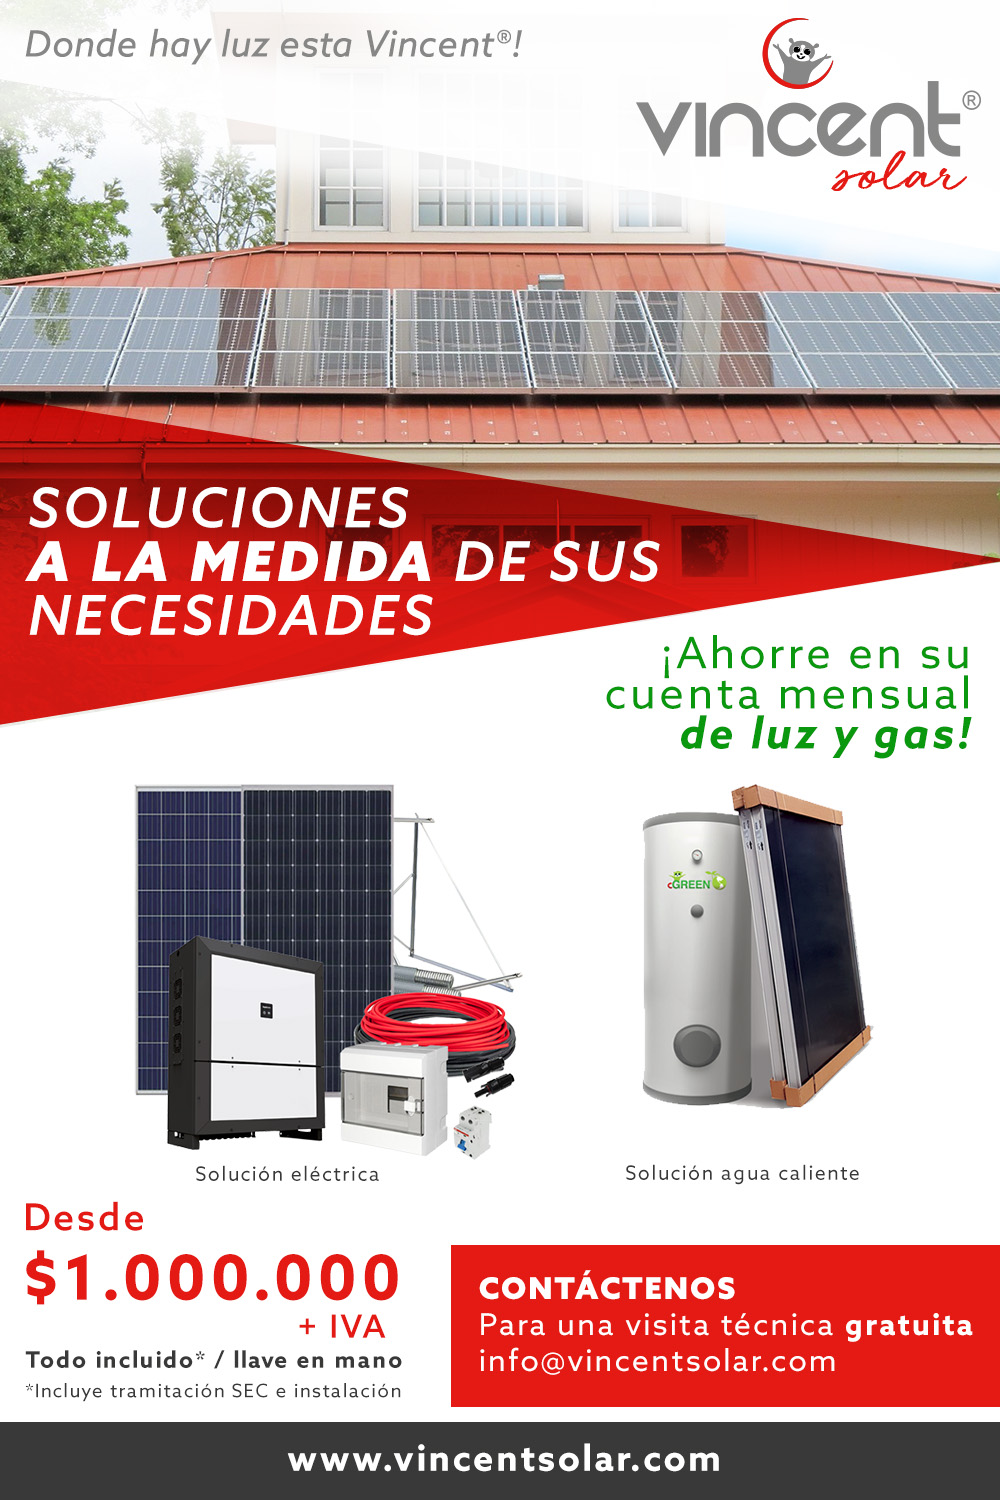 Donde hay luz esta Vincent®!
vincent®
solar
SOLUCIONES
A LA MEDIDA DE SUS
NECESIDADES
¡Ahorre en su
cuenta mensual
de luz y gas!
cGREEN
Solución eléctrica
Solución agua caliente
Desde
$1.000.000
+ IVA
Todo incluido* / llave en mano
*Incluye tramitación SEC e instalación
CONTÁCTENOS
Para una visita técnica gratuita
info@vincentsolar.com
www.vincentsolar.com